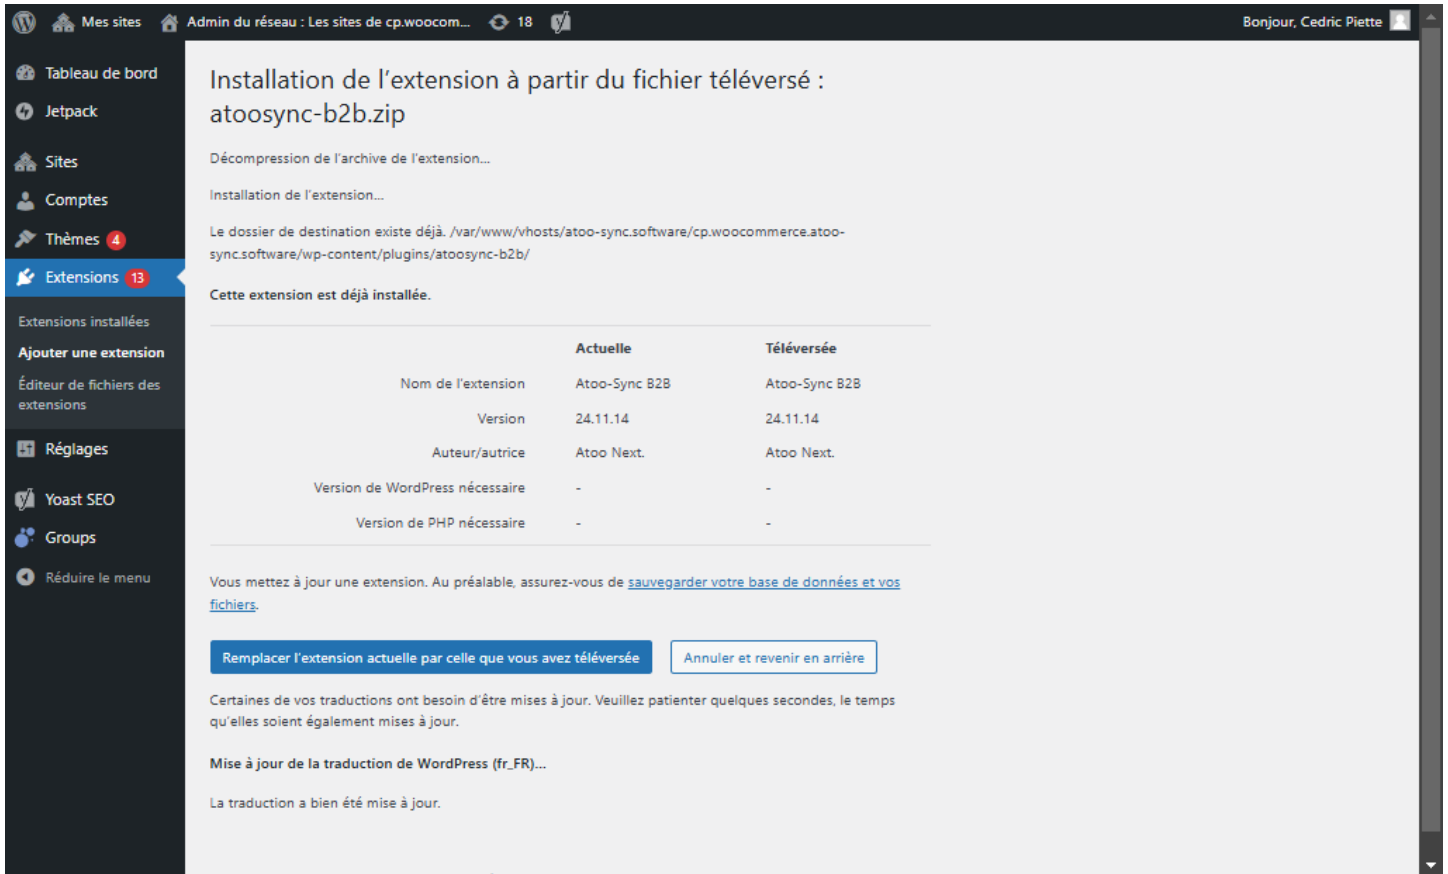 Mes sites
Admin du réseau : Les sites de cp.woocom...
18
Bonjour, Cedric Piette
Tableau de bord
Jetpack
Sites
Comptes
Thèmes 4
Extensions 13
Extensions installées
Ajouter une extension
Éditeur de fichiers des
extensions
Réglages
Yoast SEO
Groups
Réduire le menu
Installation de l’extension à partir du fichier téléversé :
atoosync-b2b.zip
Décompression de l’archive de l’extension...
Installation de l’extension...
Le dossier de destination existe déjà. /var/www/vhosts/atoo-sync.software/cp.woocommerce.atoo-
sync.software/wp-content/plugins/atoosync-b2b/
Cette extension est déjà installée.
Actuelle Téléversée
Nom de l’extension Atoo-Sync B2B Atoo-Sync B2B
Version 24.11.14 24.11.14
Auteur/autrice Atoo Next. Atoo Next.
Version de WordPress nécessaire - -
Version de PHP nécessaire - -
Vous mettez à jour une extension. Au préalable, assurez-vous de sauvegarder votre base de données et vos
fichiers.
Remplacer l’extension actuelle par celle que vous avez téléversée
Annuler et revenir en arrière
Certaines de vos traductions ont besoin d’être mises à jour. Veuillez patienter quelques secondes, le temps
qu’elles soient également mises à jour.
Mise à jour de la traduction de WordPress (fr_FR)...
La traduction a bien été mise à jour.